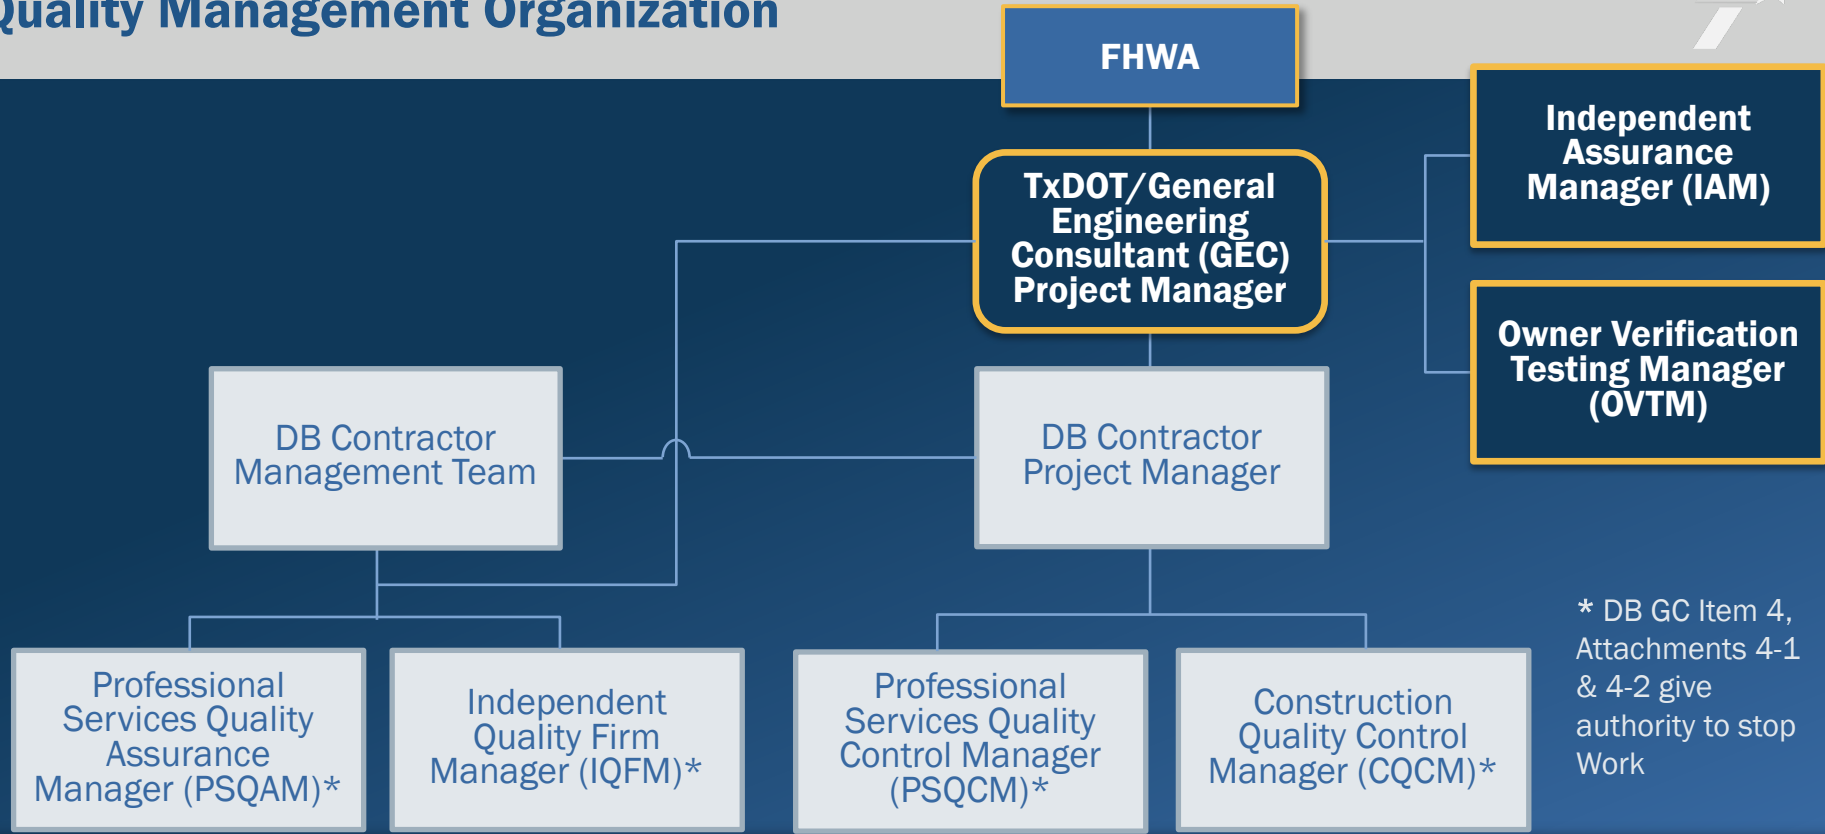 Quality Management Organization
FHWA
TxDOT/General
Engineering
Consultant (GEC)
Project Manager
Independent
Assurance
Manager (IAM)
Owner Verification
Testing Manager
(OVTM)
DB Contractor
Management Team
DB Contractor
Project Manager
Professional
Services Quality
Assurance
Manager (PSQAM)*
Independent
Quality Firm
Manager (IQFM)*
Professional
Services Quality
Control Manager
(PSQCM)*
Construction
Quality Control
Manager (CQCM)*
* DB GC Item 4,
Attachments 4-1
& 4-2 give
authority to stop
Work